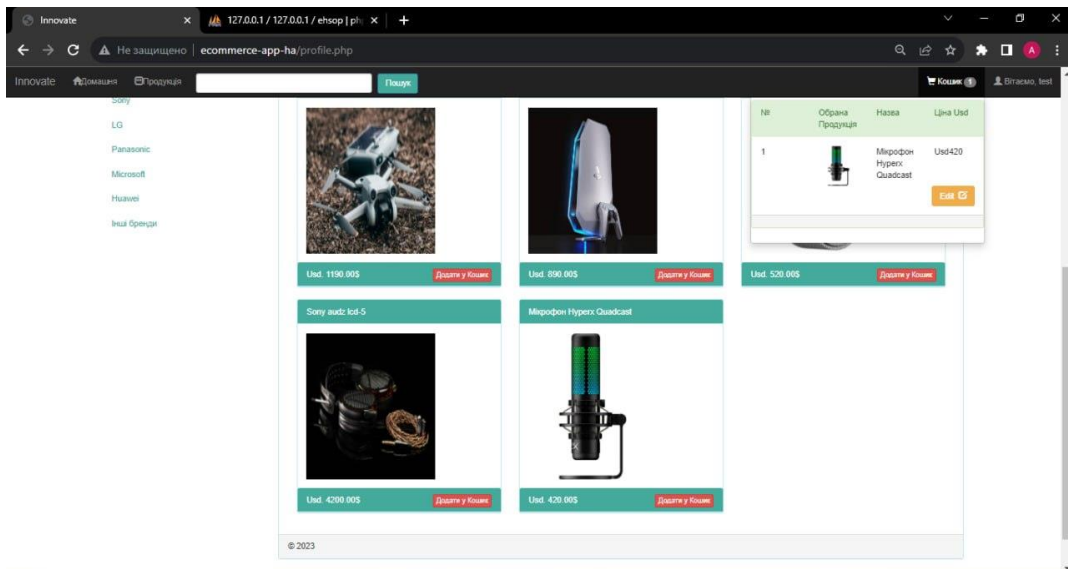 Innovate
127.0.0.1 / 127.0.0.1 / ehsop | ph
Не защищено | ecommerce-app-ha/profile.php
A
Innovate Домашня Продукція Пошук Кошик 1 Вітаємо, test
Sony
LG
Panasonic
Microsoft
Huawei
Інші бренди
№ Обрана Продукція Назва Ціна Usd
1 Мікрофон Hyperx Quadcast Usd420
Edit
Usd. 1190.00$ Додати у Кошик
Usd. 890.00$ Додати у Кошик
Usd. 520.00$ Додати у Кошик
Sony audz lcd-5
Мікрофон Hyperx Quadcast
Usd. 4200.00$ Додати у Кошик
Usd. 420.00$ Додати у Кошик
© 2023